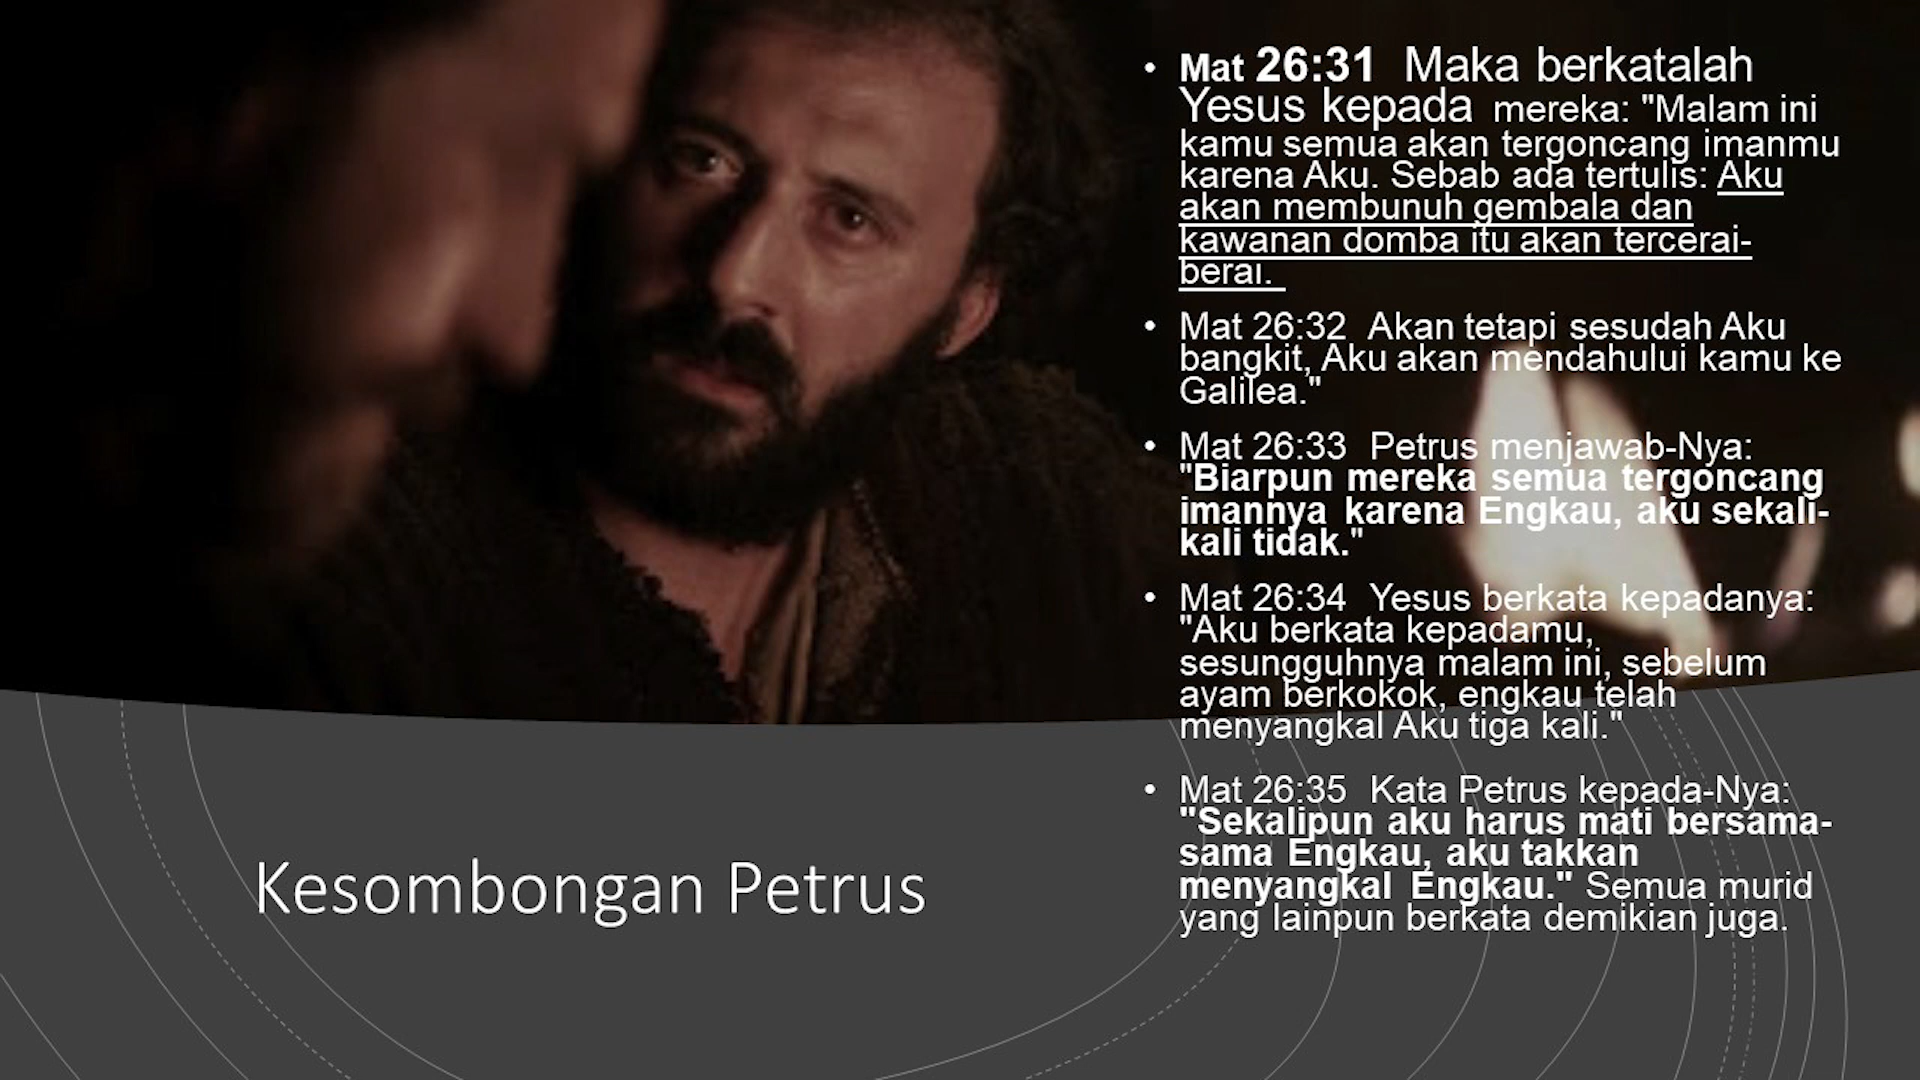 • Mat 26:31 Maka berkatalah
Yesus kepada mereka: "Malam ini
kamu semua akan tergoncang imanmu
karena Aku. Sebab ada tertulis: Aku
akan membunuh gembala dan
kawanan domba itu akan tercerai-
berai.
• Mat 26:32 Akan tetapi sesudah Aku
bangkit, Aku akan mendahului kamu ke
Galilea."
• Mat 26:33 Petrus menjawab-Nya:
"Biarpun mereka semua tergoncang
imannya karena Engkau, aku sekali-
kali tidak."
• Mat 26:34 Yesus berkata kepadanya:
"Aku berkata kepadamu,
sesungguhnya malam ini, sebelum
ayam berkokok, engkau telah
menyangkal Aku tiga kali."
• Mat 26:35 Kata Petrus kepada-Nya:
"Sekalipun aku harus mati bersama-
sama Engkau, aku takkan
menyangkal Engkau." Semua murid
yang lainpun berkata demikian juga.
Kesombongan Petrus